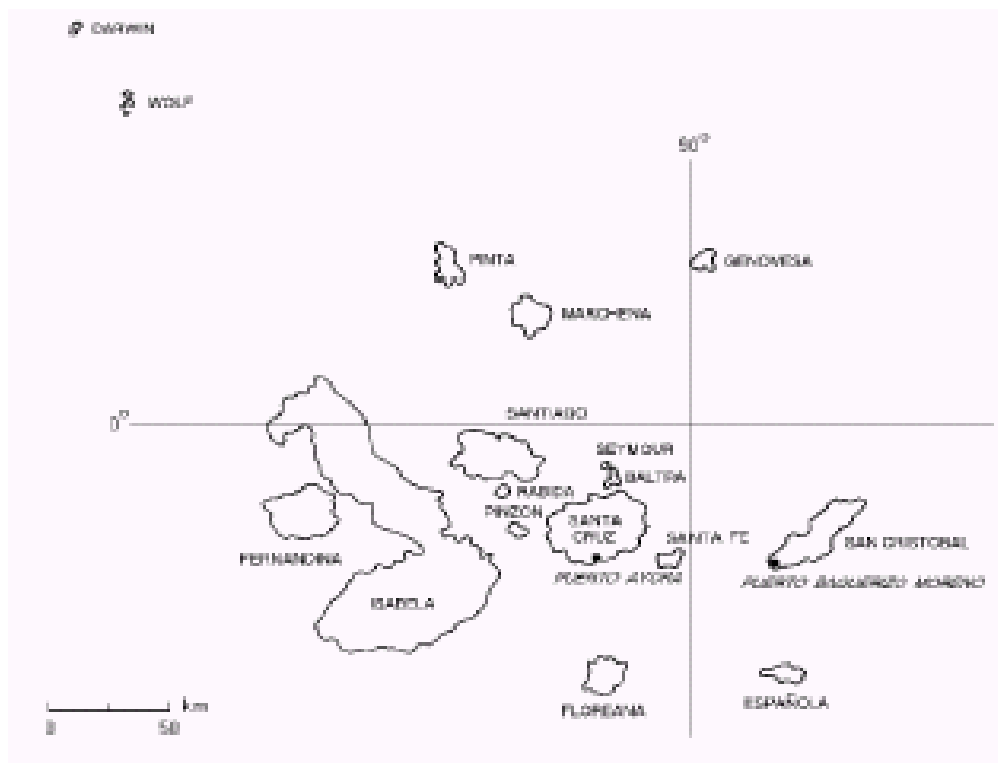 DARWIN
WOLF
90°
PINTA
GENOVESA
MARCHENA
0°
SANTIAGO
SEYMOUR
BALTRA
RABIDA
PINZON
SANTA
CRUZ
SANTA FE
SAN CRISTOBAL
FERNANDINA
PUERTO AYORA
PUERTO BAQUERIZO MORENO
ISABELA
FLOREANA
ESPAÑOLA
km
0 50